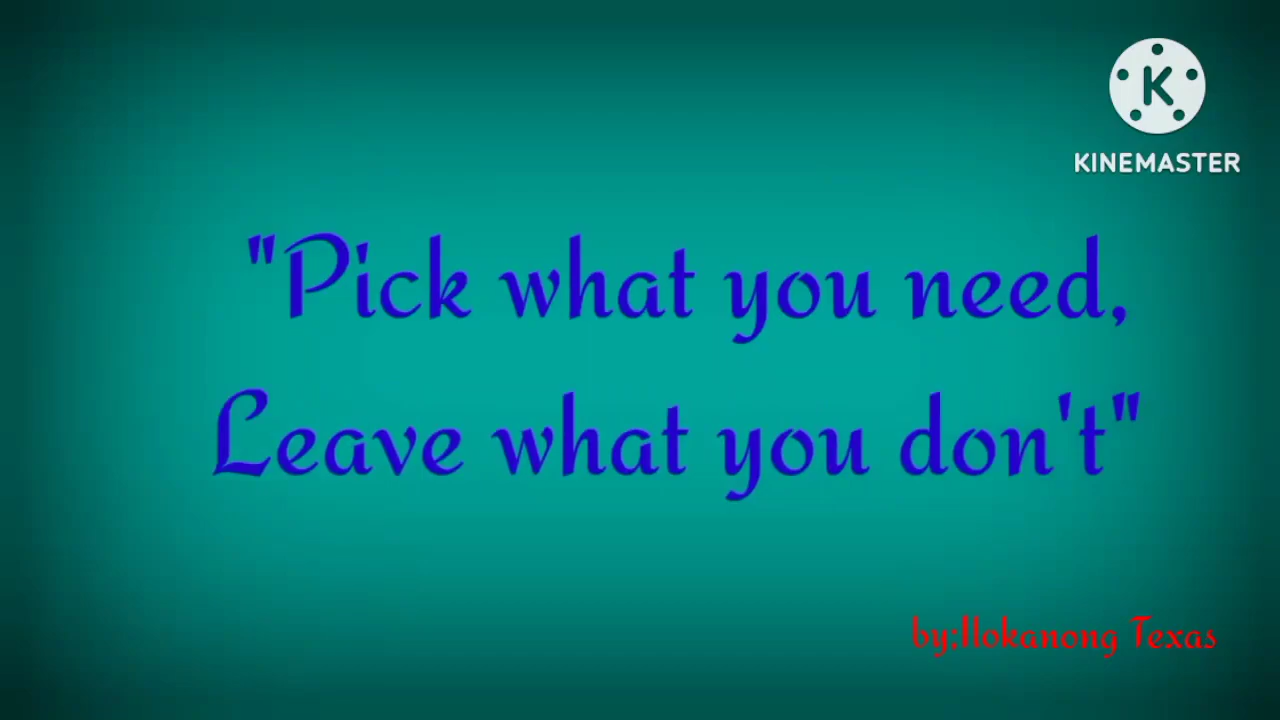 KINEMASTER
"Pick what you need,
Leave what you don't"
by:Ilokanong Texas